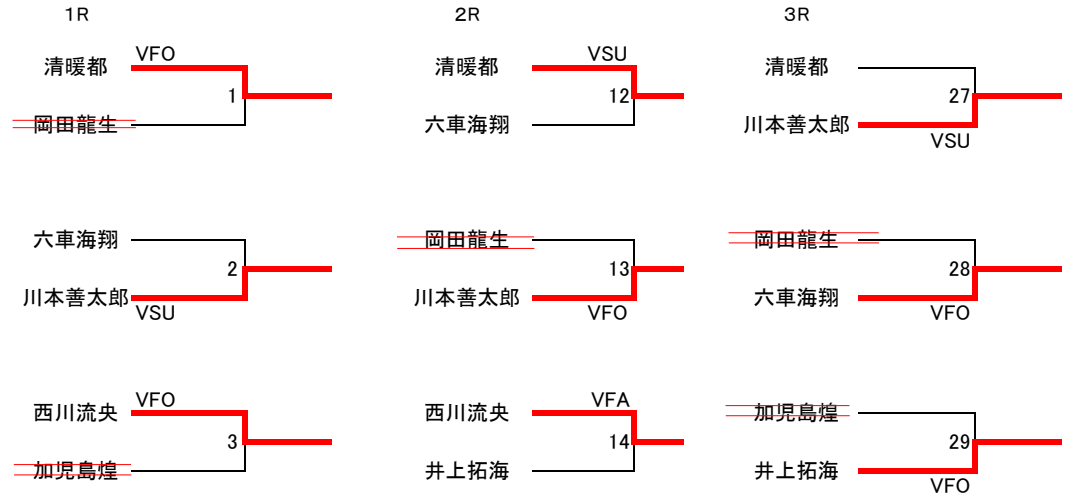 1R 2R 3R
清暖都 VFO 清暖都 VSU 清暖都
1 12 27
岡田龍生 六車海翔 川本善太郎
VSU
六車海翔 岡田龍生 岡田龍生
2 13 28
川本善太郎 川本善太郎 六車海翔
VSU VFO VFO
西川流央 VFO 西川流央 VFA 加児島煌
3 14 29
加児島煌 井上拓海 井上拓海
VFO